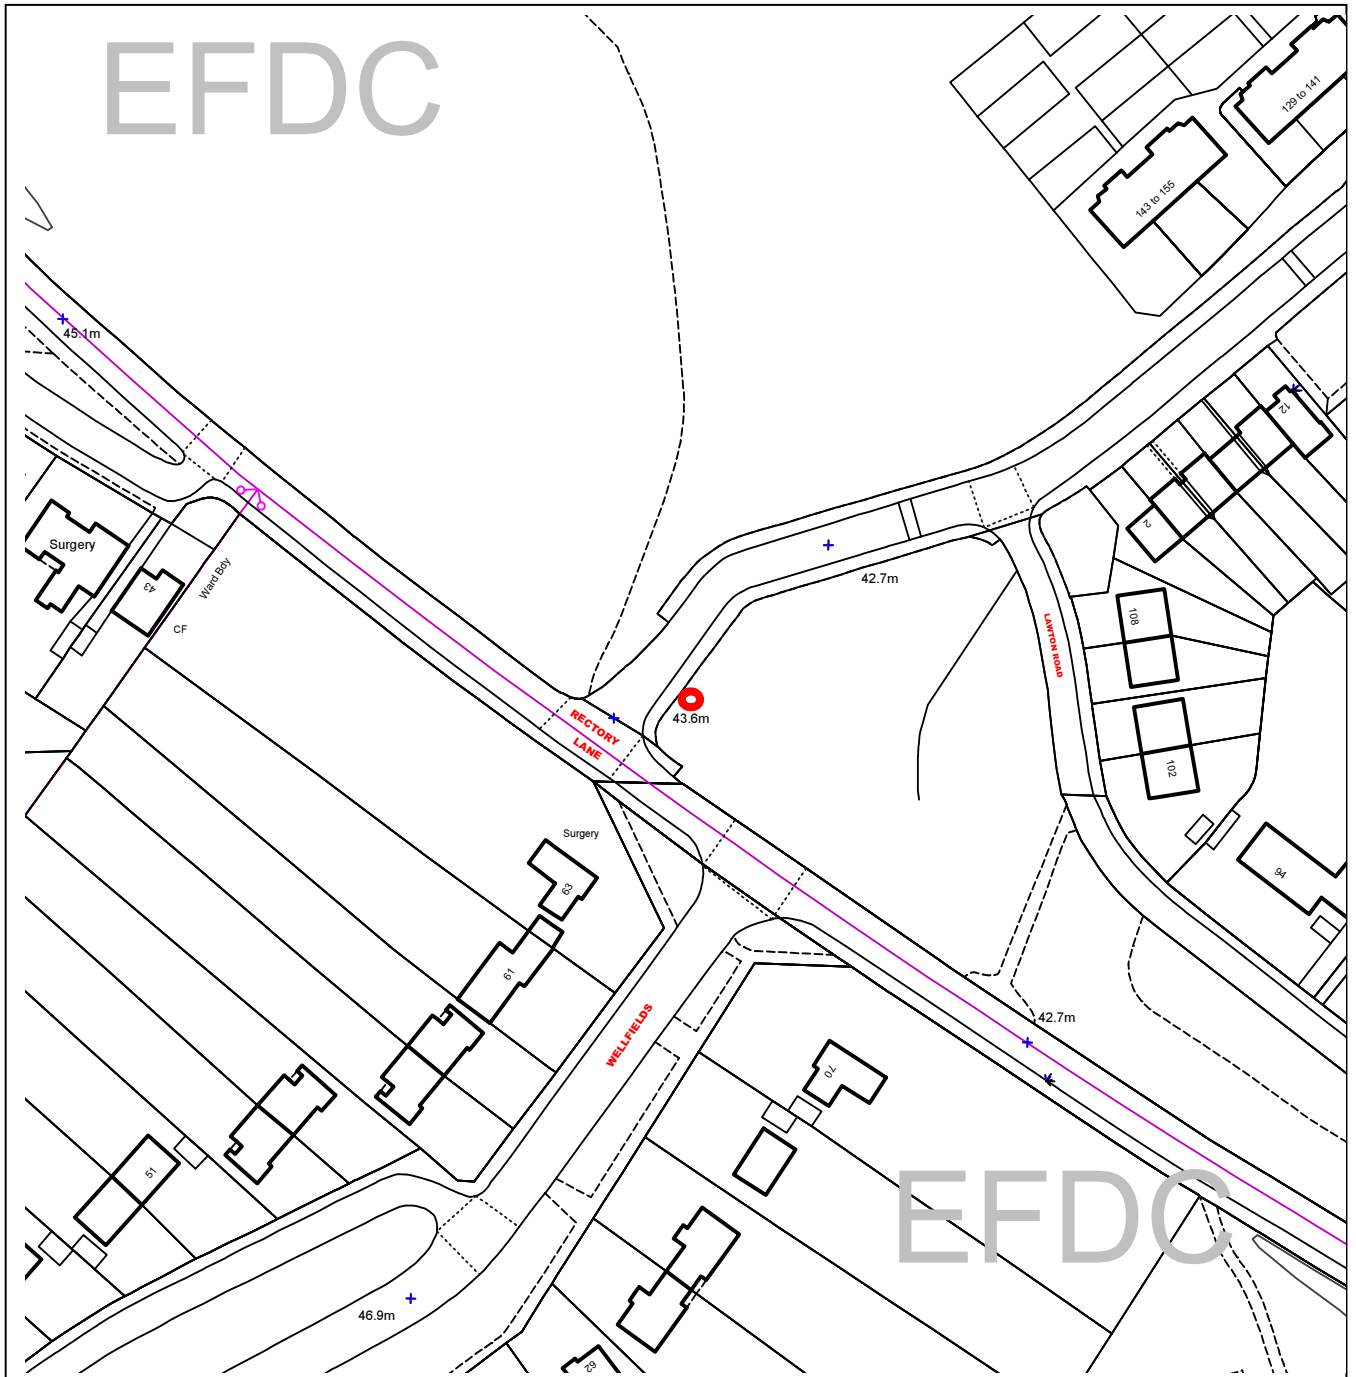 EFDC
129 to 141
143 to 155
45.1m
12
Surgery
2
42.7m
43
Ward Bdy
CF
108
LAWTON ROAD
43.6m
RECTORY
LANE
102
Surgery
63
94
61
WELLFIELDS
42.7m
70
51
EFDC
46.9m
62